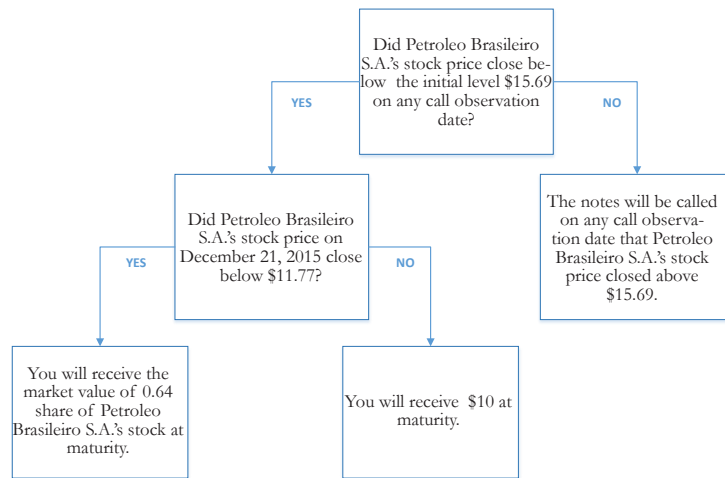 Did Petroleo Brasileiro
S.A.'s stock price close be-
low the initial level $15.69
on any call observation
date?
YES
NO
Did Petroleo Brasileiro
S.A.'s stock price on
December 21, 2015 close
below $11.77?
The notes will be called
on any call observa-
tion date that Petroleo
Brasileiro S.A.'s stock
price closed above
$15.69.
YES
NO
You will receive the
market value of 0.64
share of Petroleo
Brasileiro S.A.'s stock at
maturity.
You will receive $10 at
maturity.